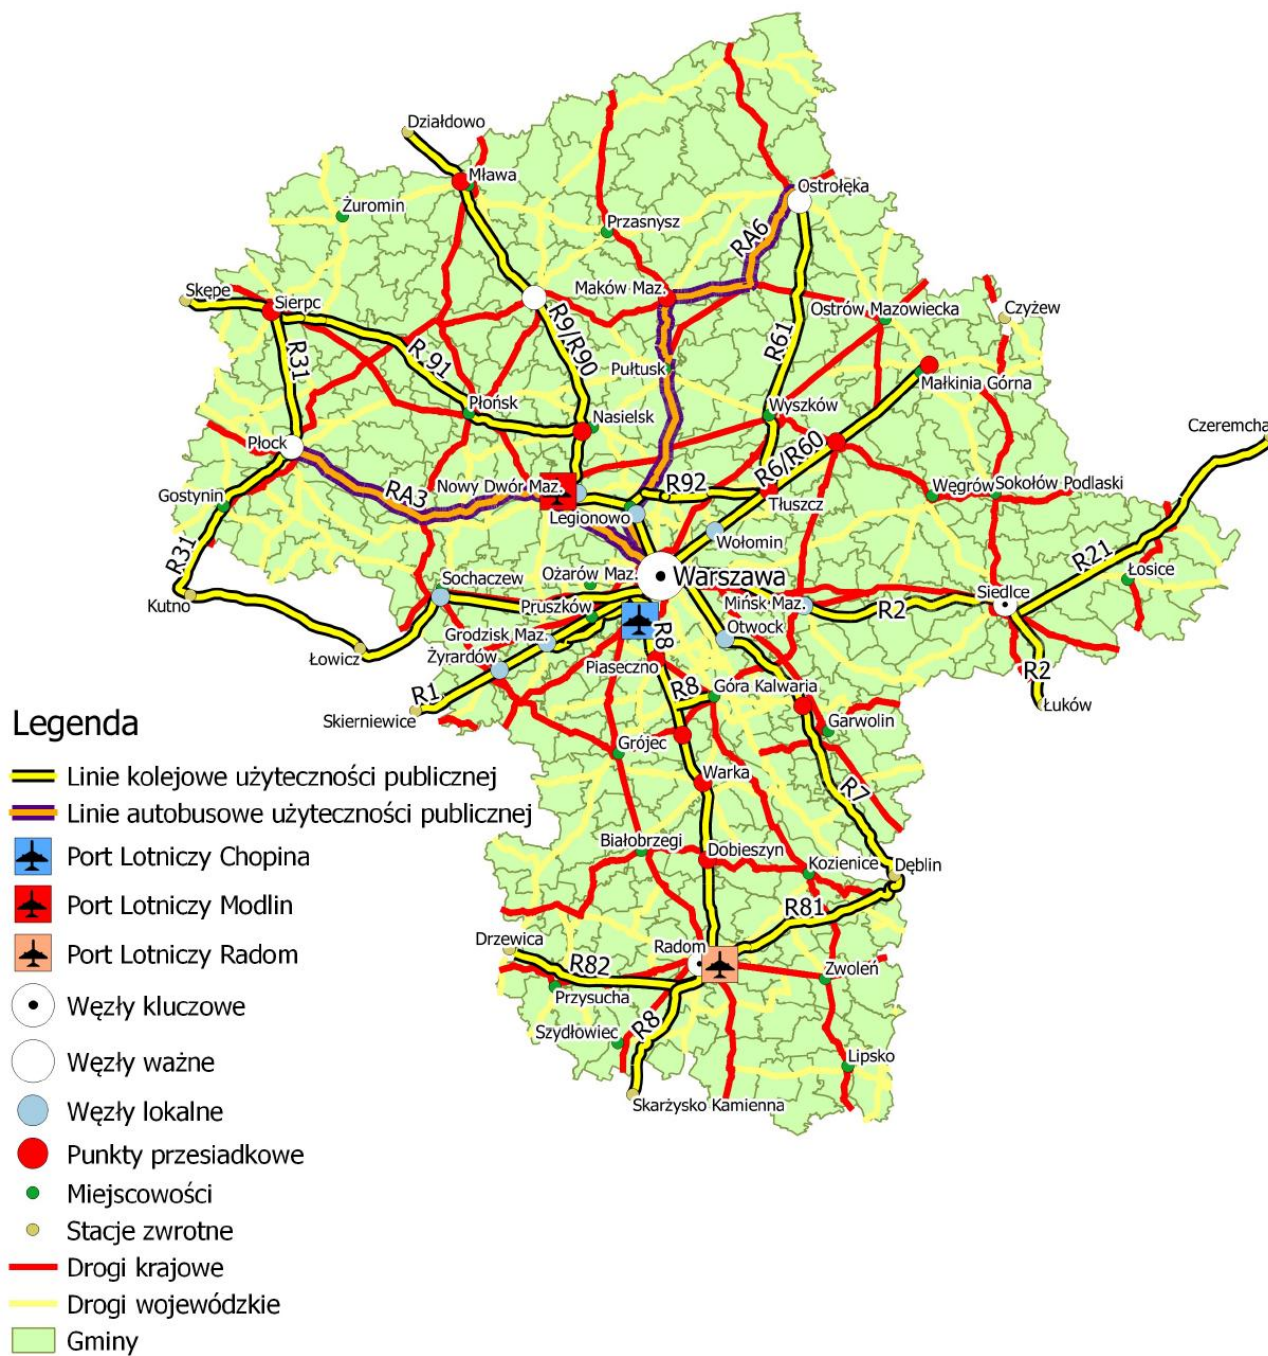 Działdowo
Mława
Ostrołęka
Żuromin
Przasnysz
RA6
Maków Maz.
Skępe
Sierpc
Ostrów Mazowiecka
Czyżew
R9/R90
R61
R31
R 91
Pułtusk
Małkinia Górna
Płońsk
Nasielsk
Wyszków
Czeremcha
Płock
R6/R60
RA3
Nowy Dwór Maz.
R92
Węgrów
Sokołów Podlaski
Gostynin
Legionowo
Tłuszcz
Wołomin
R31
R21
Sochaczew
Ożarów Maz.
Warszawa
Łosice
Siedlce
Kutno
Pruszków
Mińsk Maz.
R2
Grodzisk Maz.
R8
Otwock
Łowicz
Żyrardów
Piaseczno
R2
R1
R8
Góra Kalwaria
Łuków
Skierniewice
Garwolin
Legenda
Grójec
Linie kolejowe użyteczności publicznej
Warka
R7
Linie autobusowe użyteczności publicznej
Port Lotniczy Chopina
Białobrzegi
Dobieszyn
Kozienice
Dęblin
Port Lotniczy Modlin
R81
Port Lotniczy Radom
Drzewica
Radom
R82
Zwoleń
Węzły kluczowe
Przysucha
Szydłowiec
R8
Węzły ważne
Lipsko
Węzły lokalne
Skarżysko Kamienna
Punkty przesiadkowe
Miejscowości
Stacje zwrotne
Drogi krajowe
Drogi wojewódzkie
Gminy